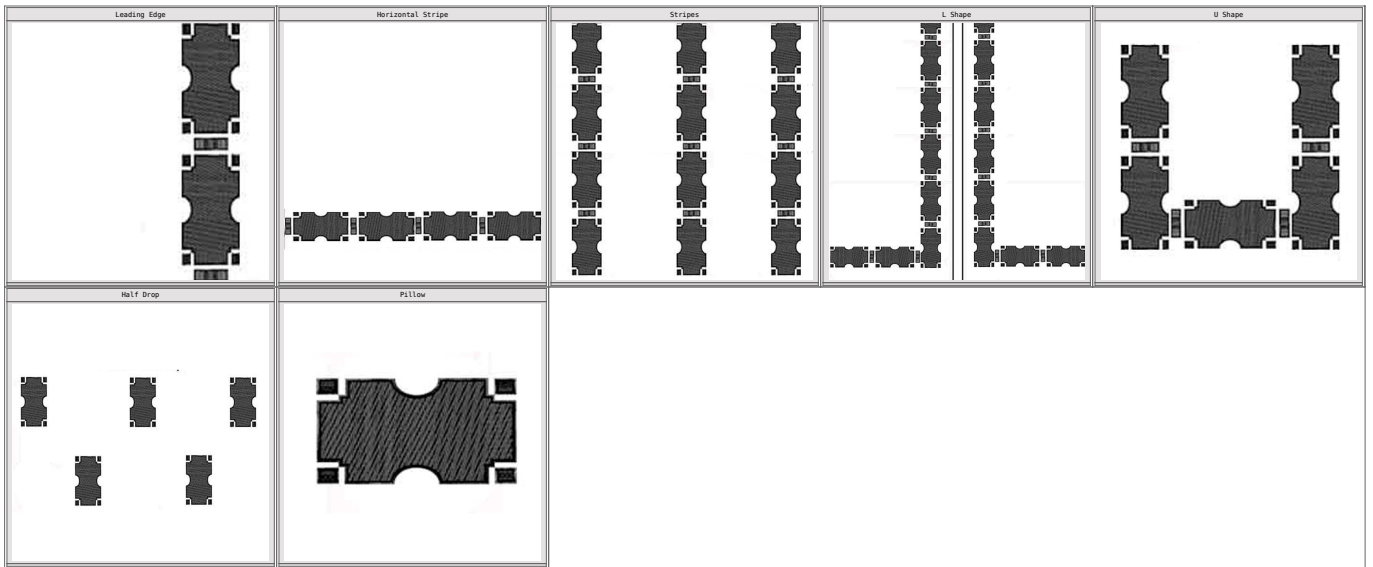 Leading Edge
Horizontal Stripe
Stripes
L Shape
U Shape
Half Drop
Pillow